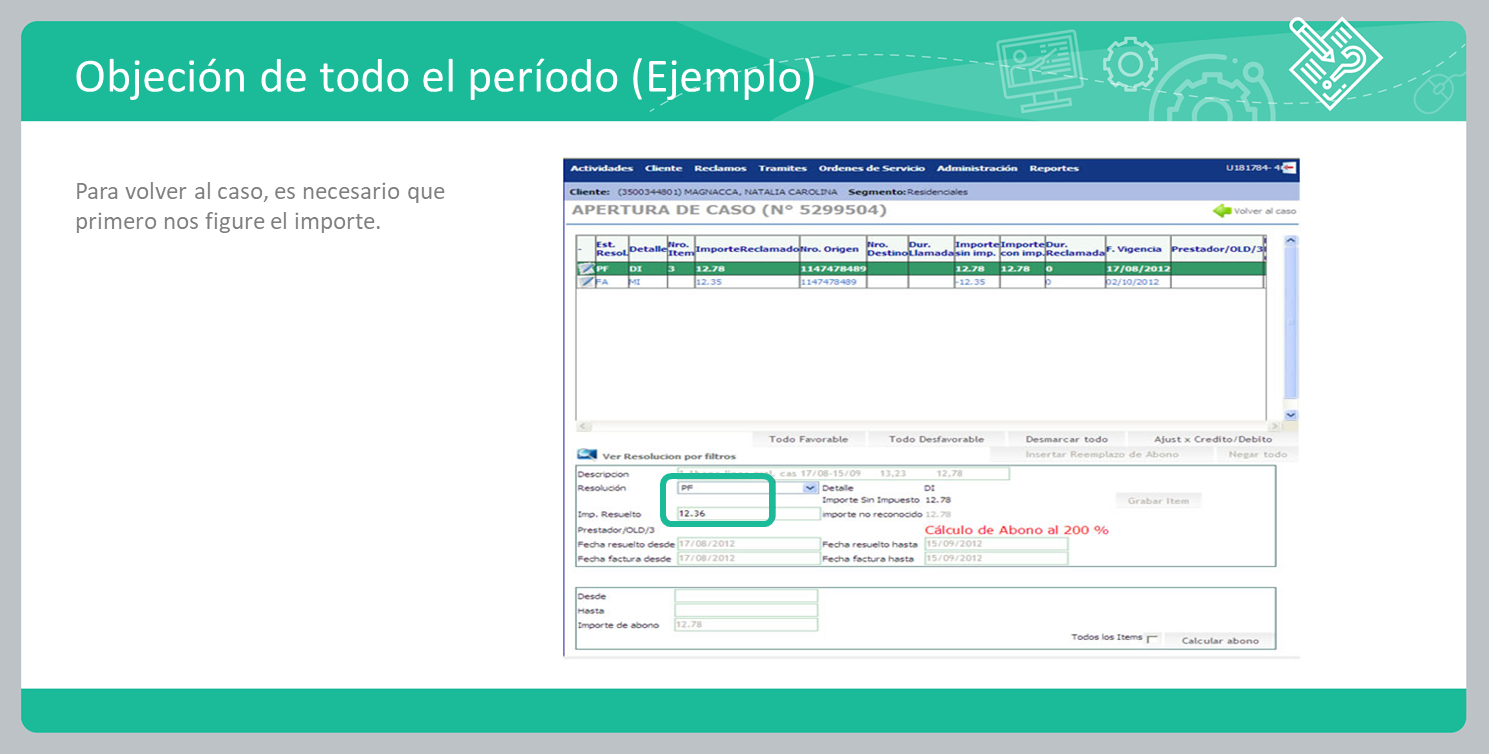 Objeción de todo el período (Ejemplo)
Para volver al caso, es necesario que
primero nos figure el importe.
Actividades Cliente Reclamos Tramites Ordenes de Servicio Administración Reportes U181784-
Cliente: (3500344801) MAGNACCA, NATALIA CAROLINA Segmento:Residenciales
APERTURA DE CASO (N° 5299504)
Volver al caso
- Est. Resol. Detalle Nro. Item ImporteReclamado Nro. Origen Nro. Destino Dur. Llamada Importe sin imp. Importe con imp. Dur. Reclamada F. Vigencia Prestador/OLD/3
PF DI 3 12.78 1147478489 12.78 12.78 0 17/08/2012
FA MI 12.35 1147478489 -12.35 0 02/10/2012
Todo Favorable Todo Desfavorable Desmarcar todo Ajust x Credito/Debito
Ver Resolucion por filtros Insertar Reemplazo de Abono Negar todo
Descripcion cas 17/08-15/09 13,23 12,78
Resolución PF Detalle DI
Importe Sin Impuesto 12.78 Grabar Item
Imp. Resuelto 12.36 importe no reconocido 12.78
Prestador/OLD/3 Cálculo de Abono al 200 %
Fecha resuelto desde 17/08/2012 Fecha resuelto hasta 15/09/2012
Fecha factura desde 17/08/2012 Fecha factura hasta 15/09/2012
Desde
Hasta
Importe de abono 12.78
Todos los Items Calcular abono